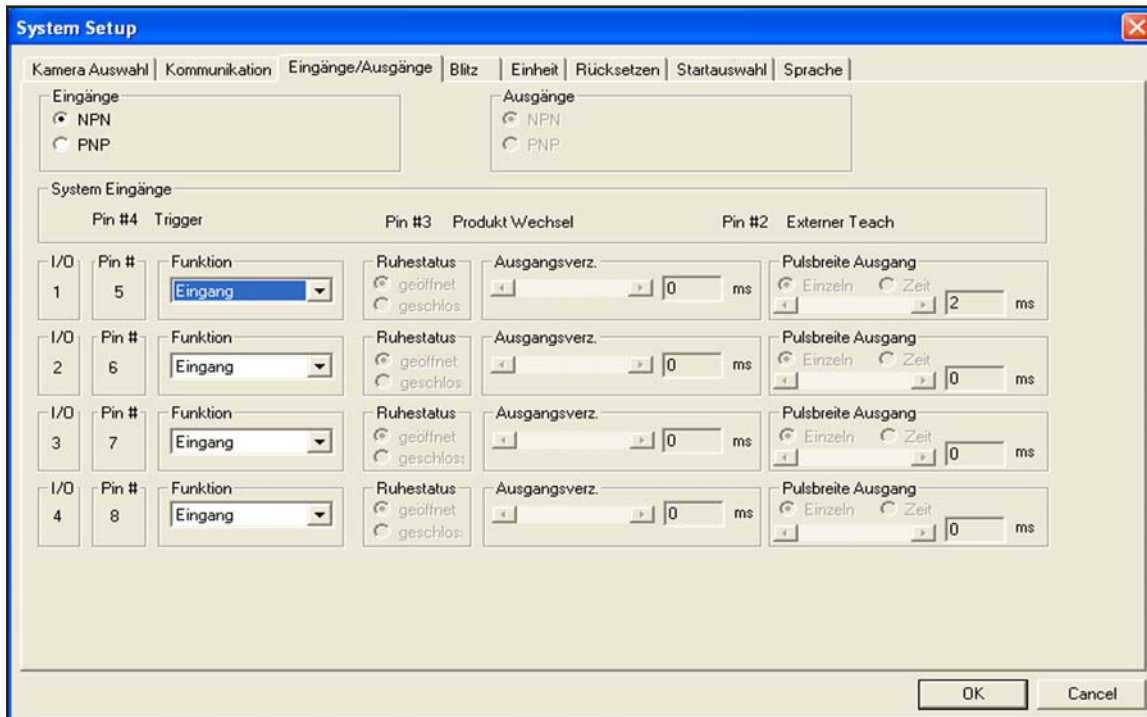 System Setup
Kamera Auswahl Kommunikation Eingänge/Ausgänge Blitz Einheit Rücksetzen Startauswahl Sprache
Eingänge Ausgänge
NPN NPN
PNP PNP
System Eingänge
Pin #4 Trigger Pin #3 Produkt Wechsel Pin #2 Externer Teach
I/O Pin # Funktion Ruhestatus Ausgangsverz. Pulsbreite Ausgang
1 5 Eingang geöffnet geschlos 0 ms Einzeln Zeit 2 ms
I/O Pin # Funktion Ruhestatus Ausgangsverz. Pulsbreite Ausgang
2 6 Eingang geöffnet geschlos 0 ms Einzeln Zeit 0 ms
I/O Pin # Funktion Ruhestatus Ausgangsverz. Pulsbreite Ausgang
3 7 Eingang geöffnet geschlos: 0 ms Einzeln Zeit 0 ms
I/O Pin # Funktion Ruhestatus Ausgangsverz. Pulsbreite Ausgang
4 8 Eingang geöffnet geschlos: 0 ms Einzeln Zeit 0 ms
OK Cancel